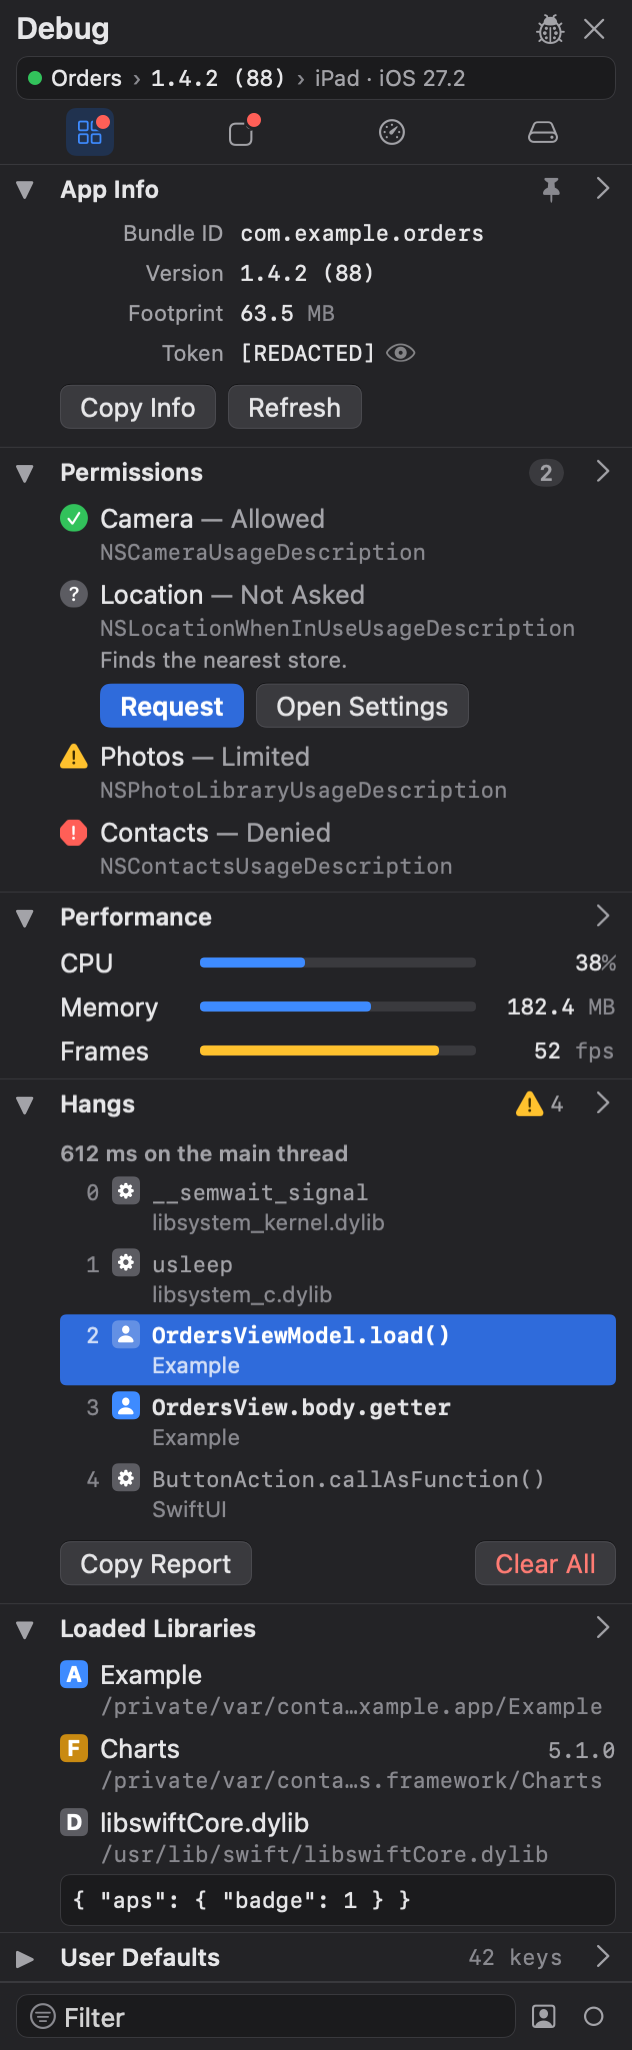 Debug
Orders › 1.4.2 (88) › iPad · iOS 27.2
App Info
Bundle ID com.example.orders
Version 1.4.2 (88)
Footprint 63.5 MB
Token [REDACTED]
Copy Info Refresh
Permissions 2
Camera — Allowed
NSCameraUsageDescription
Location — Not Asked
NSLocationWhenInUseUsageDescription
Finds the nearest store.
Request Open Settings
Photos — Limited
NSPhotoLibraryUsageDescription
Contacts — Denied
NSContactsUsageDescription
Performance
CPU 38%
Memory 182.4 MB
Frames 52 fps
Hangs 4
612 ms on the main thread
0 __semwait_signal
libsystem_kernel.dylib
1 usleep
libsystem_c.dylib
2 OrdersViewModel.load()
Example
3 OrdersView.body.getter
Example
4 ButtonAction.callAsFunction()
SwiftUI
Copy Report Clear All
Loaded Libraries
A Example
/private/var/conta…xample.app/Example
F Charts 5.1.0
/private/var/conta…s.framework/Charts
D libswiftCore.dylib
/usr/lib/swift/libswiftCore.dylib
{ "aps": { "badge": 1 } }
User Defaults 42 keys
Filter